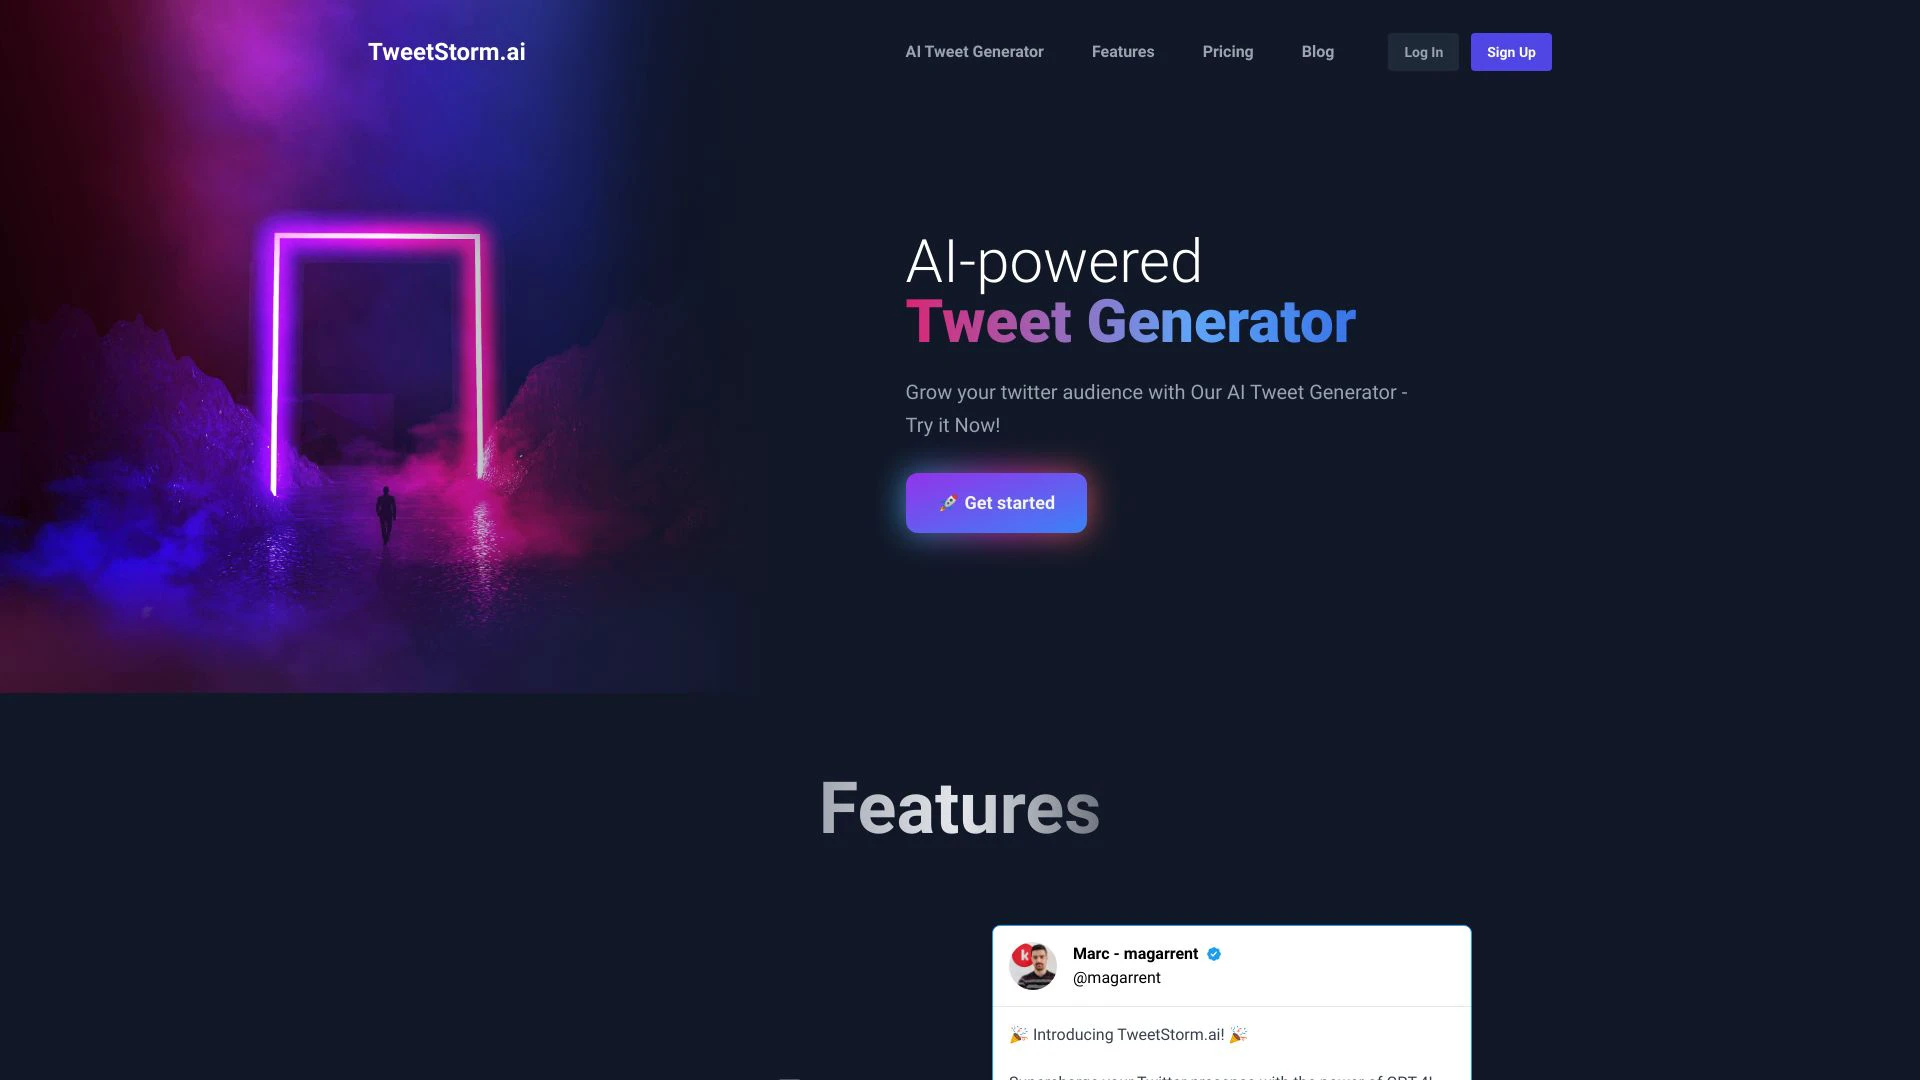 TweetStorm.ai
AI Tweet Generator
Features
Pricing
Blog
Log In
Sign Up
AI-powered
Tweet Generator
Grow your twitter audience with Our AI Tweet Generator -
Try it Now!
🚀 Get started
Features
Marc - magarrent
@magarrent
🎉 Introducing TweetStorm.ai! 🎉